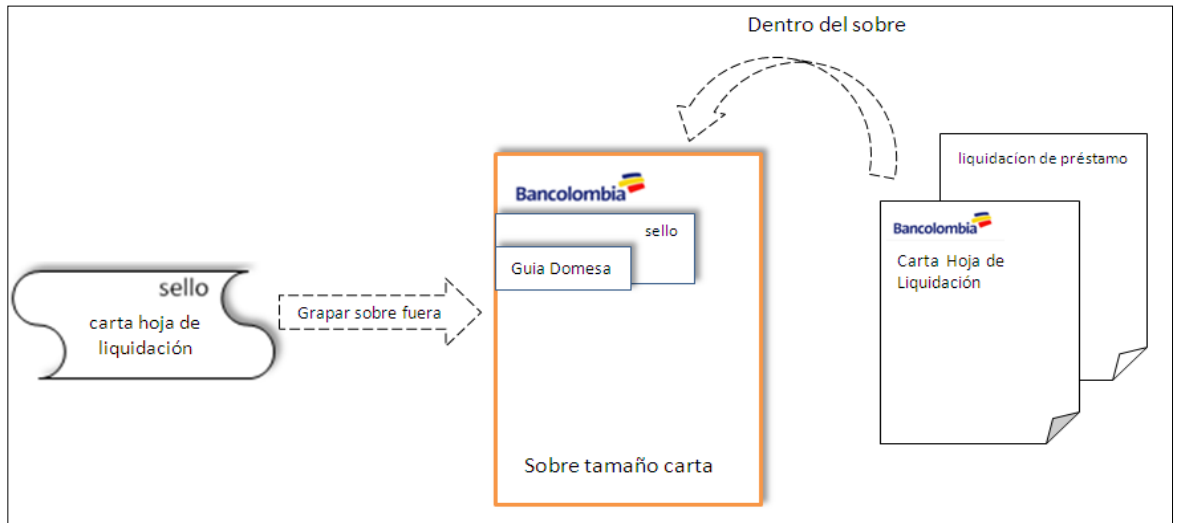 Dentro del sobre
liquidacíon de préstamo
Bancolombia
sello
Guia Domesa
Bancolombia
Carta Hoja de
Liquidación
sello
carta hoja de
liquidación
Grapar sobre fuera
Sobre tamaño carta